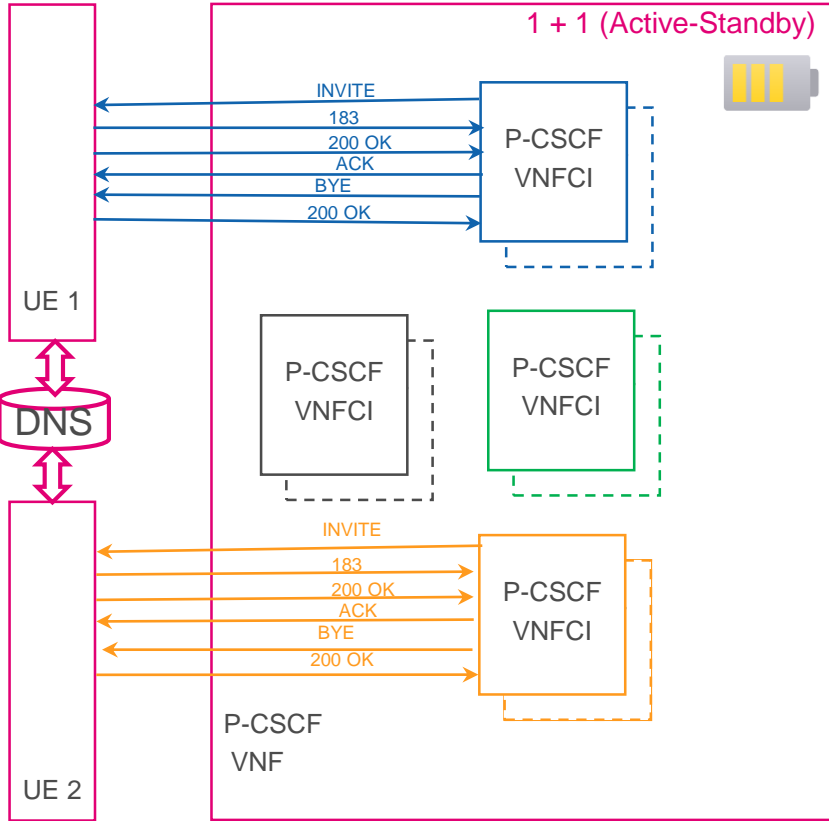 1 + 1 (Active-Standby)
INVITE
183
200 OK
ACK
BYE
200 OK
P-CSCF
VNFCI
UE 1
P-CSCF
VNFCI
P-CSCF
VNFCI
DNS
INVITE
183
200 OK
ACK
BYE
200 OK
P-CSCF
VNFCI
P-CSCF
VNF
UE 2